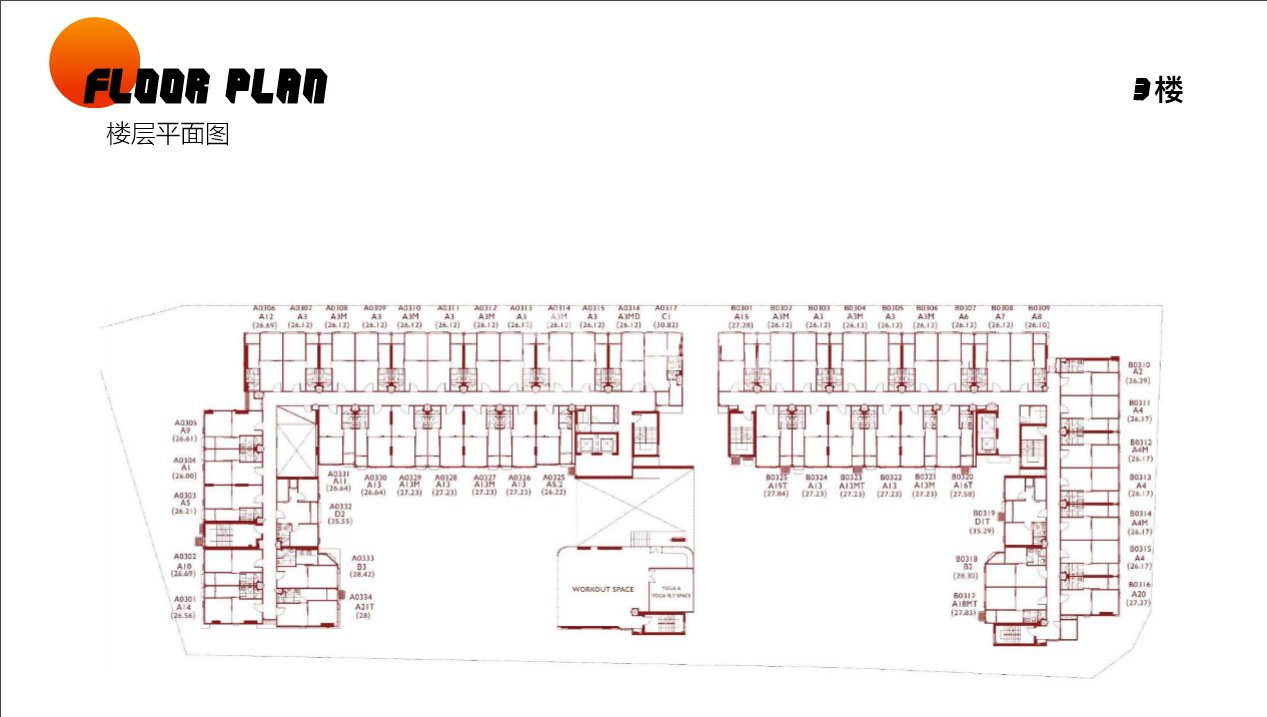 FLOOR PLAN
3楼
楼层平面图
A0306
A12
(26.69)
A0307
A3
(26.12)
A0308
A3M
(26.12)
A0309
A3
(26.12)
A0310
A3M
(26.12)
A0311
A3
(26.12)
A0312
A3M
(26.12)
A0313
A3
(26.12)
A0314
A3M
(26.12)
A0315
A3
(26.12)
A0316
A3MD
(26.12)
A0317
C1
(30.82)
B0301
A15
(27.28)
B0302
A3M
(26.12)
B0303
A3
(26.12)
B0304
A3M
(26.12)
B0305
A3
(26.12)
B0306
A3M
(26.12)
B0307
A6
(26.12)
B0308
A7
(26.12)
B0309
A8
(26.10)
B0310
A2
(26.29)
B0311
A4
(26.17)
B0312
A4M
(26.17)
B0313
A4
(26.17)
B0314
A4M
(26.17)
B0315
A4
(26.17)
B0316
A20
(27.37)
A0305
A9
(26.61)
A0304
A1
(26.00)
A0303
A5
(26.21)
A0302
A10
(26.69)
A0301
A14
(26.56)
A0331
A11
(26.64)
A0330
A13
(26.64)
A0329
A13M
(27.23)
A0328
A13
(27.23)
A0327
A13M
(27.23)
A0326
A13
(27.23)
A0325
A5.2
(26.22)
A0332
D2
(35.35)
A0333
B3
(28.42)
A0334
A21T
(28)
B0325
A19T
(27.84)
B0324
A13
(27.23)
B0323
A13MT
(27.23)
B0322
A13
(27.23)
B0321
A13M
(27.23)
B0320
A16T
(27.58)
B0319
D1T
(35.29)
B0318
B2
(28.30)
B0317
A18MT
(27.83)
WORKOUT SPACE
YOGA &
YOGA FLY SPACE